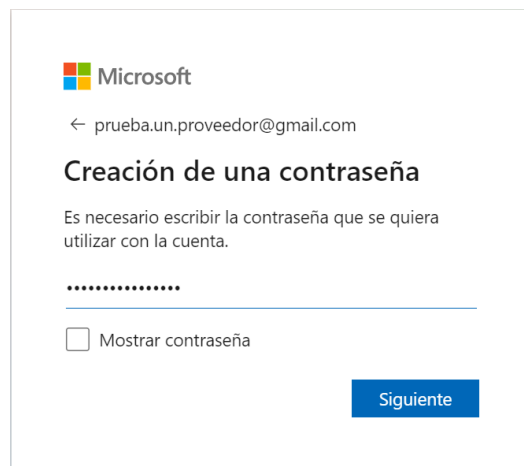 Microsoft
← prueba.un.proveedor@gmail.com
Creación de una contraseña
Es necesario escribir la contraseña que se quiera
utilizar con la cuenta.
••••••••••••••••
Mostrar contraseña
Siguiente